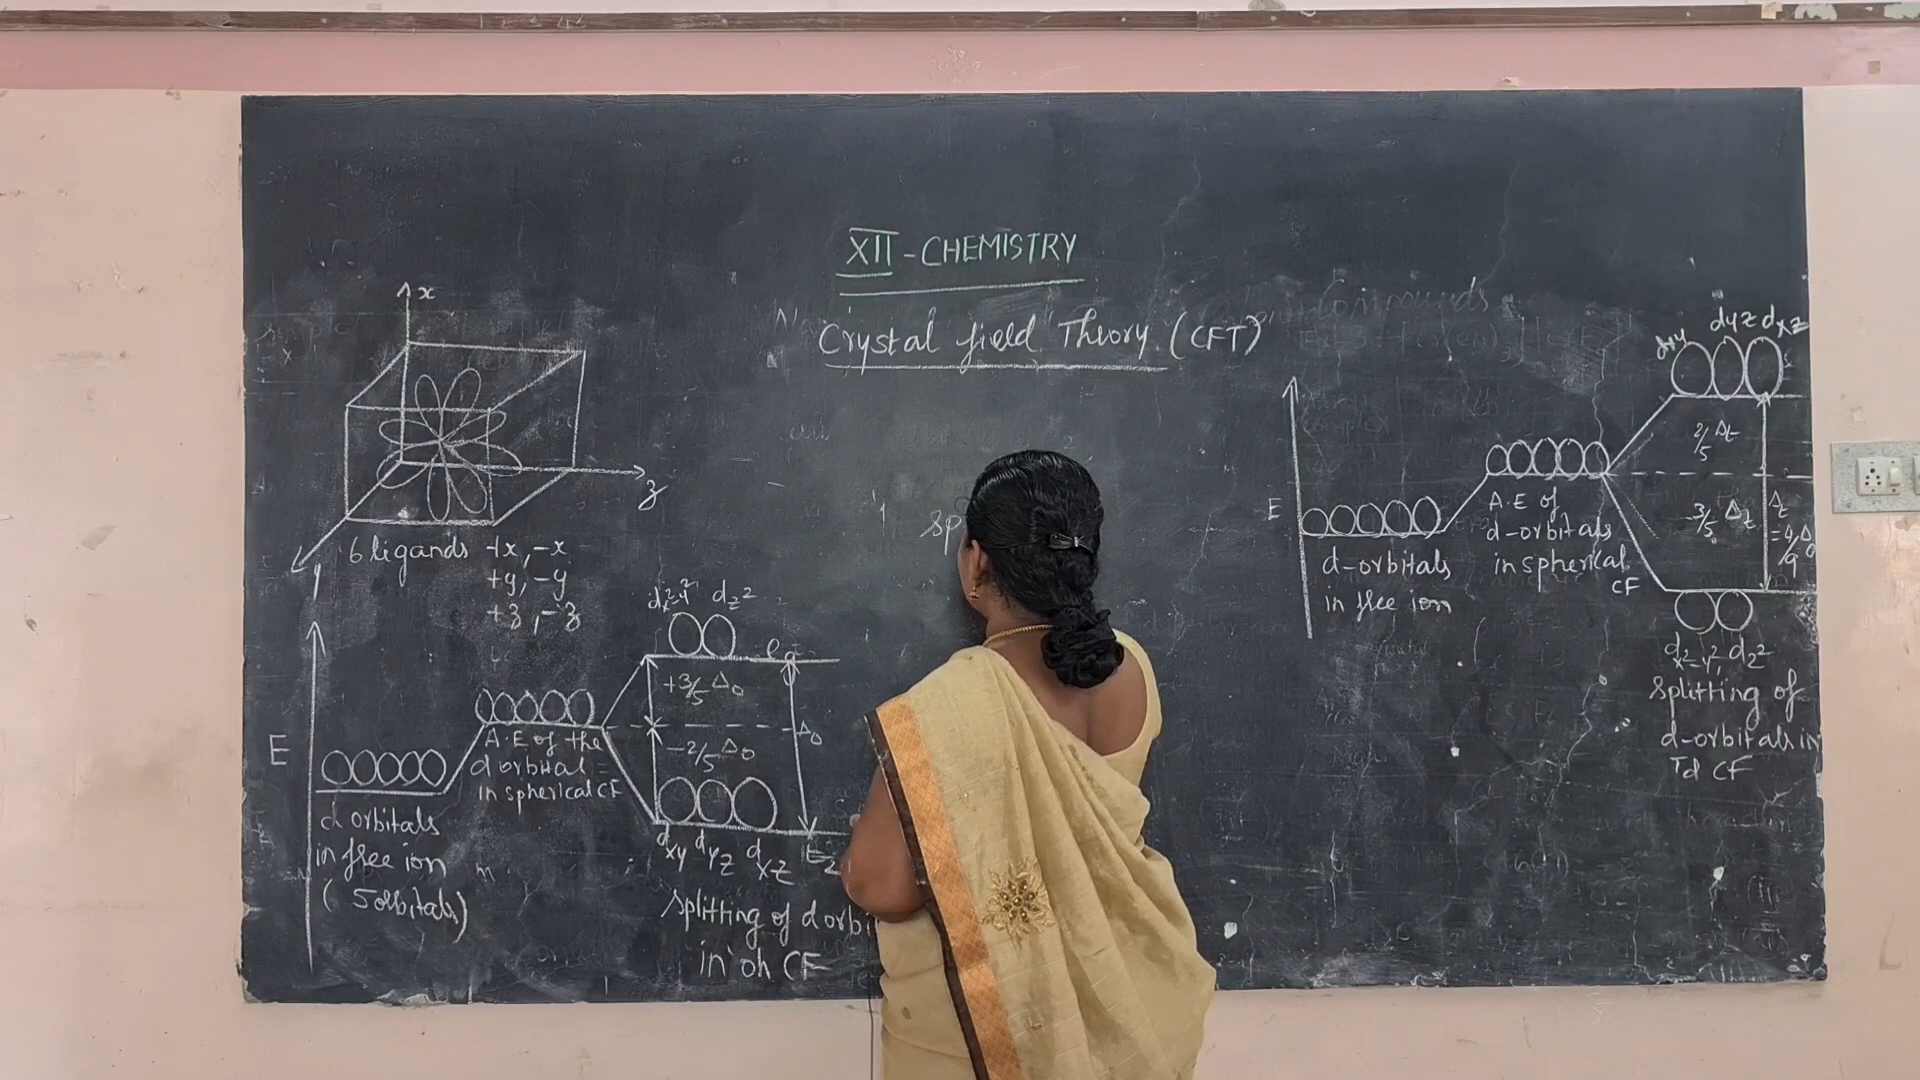 XII - CHEMISTRY
Crystal field Theory (CFT)
x
z
6 ligands +x, -x
+y, -y
+z, -z
E
d orbitals
in free ion
(5 orbitals)
A.E of the
d orbital
in spherical CF
dx²-y² dz²
eg
+3/5 Δo
-2/5 Δo
Δo
dxy dyz dxz
t2
splitting of d orbi
in oh CF
sp
E
d-orbitals
in free ion
A.E of
d-orbitals
in spherical
CF
dxy dyz dxz
2/5 Δt
-3/5 Δt
Δt
= 4/9 Δo
dx²-y², dz²
splitting of
d-orbitals in
Td CF